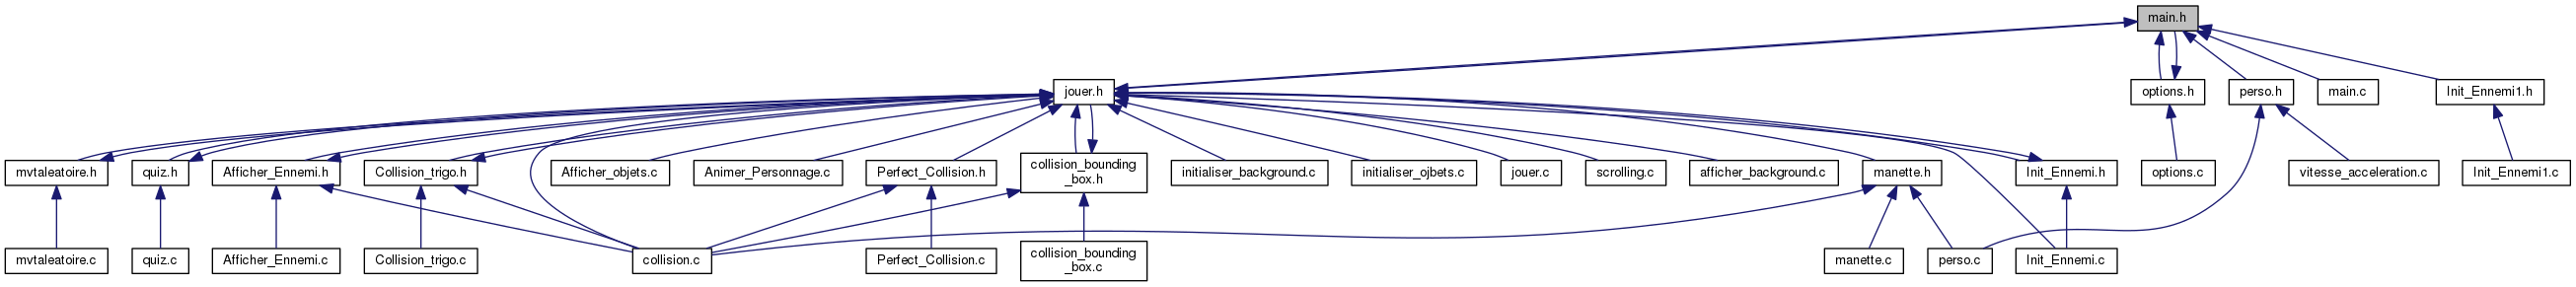 main.h
jouer.h
options.h
perso.h
main.c
Init_Ennemi1.h
mvtaleatoire.h
quiz.h
Afficher_Ennemi.h
Collision_trigo.h
Afficher_objets.c
Animer_Personnage.c
Perfect_Collision.h
collision_bounding
_box.h
initialiser_background.c
initialiser_ojbets.c
jouer.c
scrolling.c
afficher_background.c
manette.h
Init_Ennemi.h
options.c
vitesse_acceleration.c
Init_Ennemi1.c
mvtaleatoire.c
quiz.c
Afficher_Ennemi.c
Collision_trigo.c
collision.c
Perfect_Collision.c
collision_bounding
_box.c
manette.c
perso.c
Init_Ennemi.c